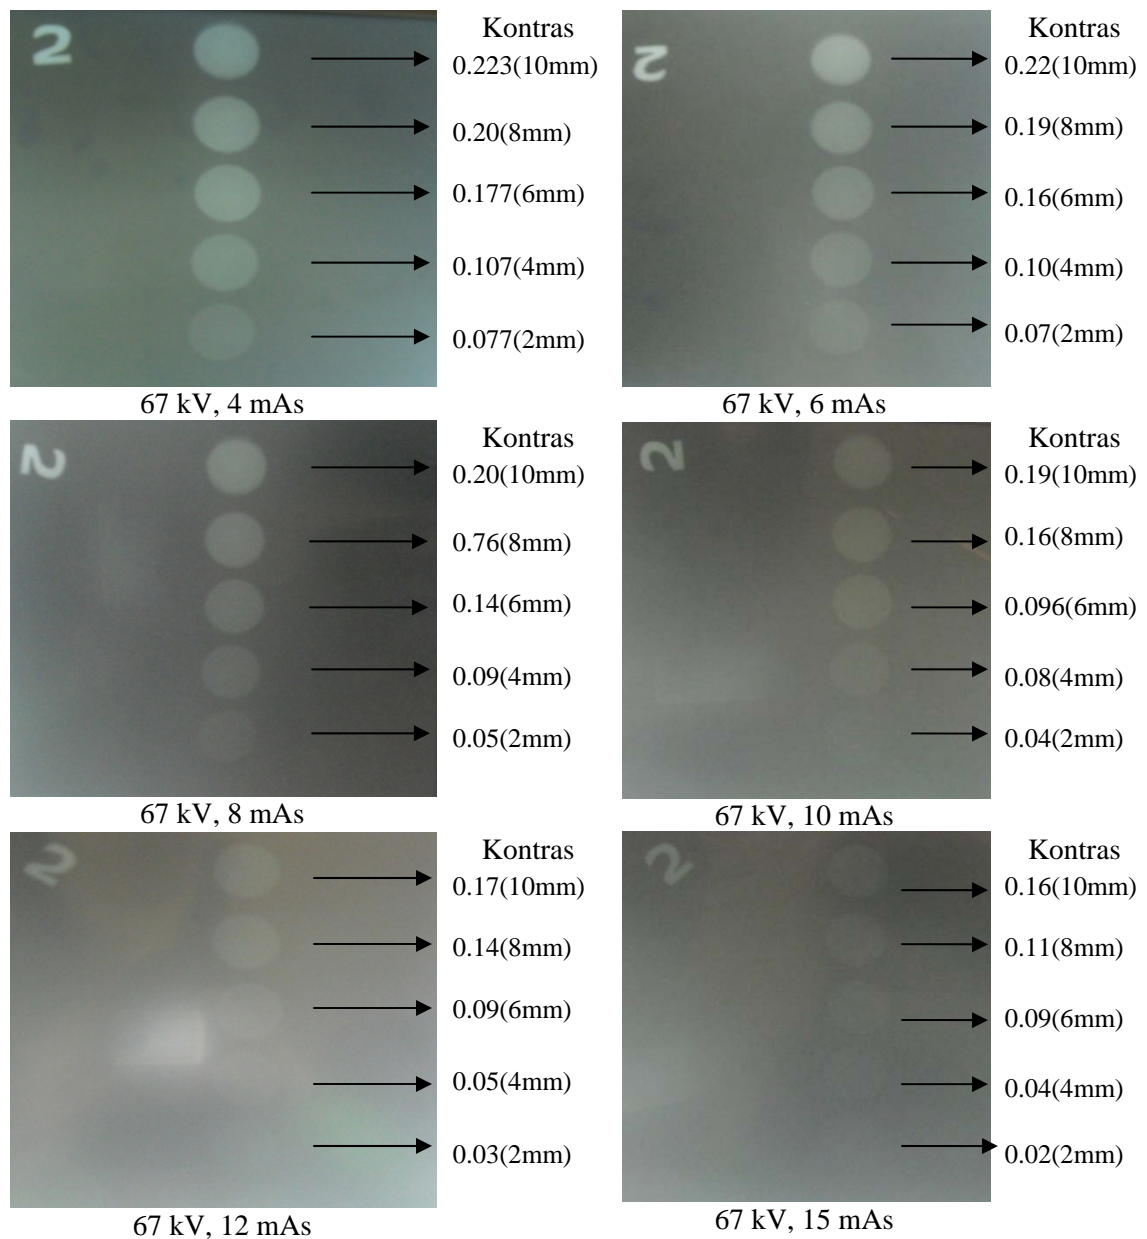 2
Kontras
0.223(10mm)
0.20(8mm)
0.177(6mm)
0.107(4mm)
0.077(2mm)
67 kV, 4 mAs
2
Kontras
0.22(10mm)
0.19(8mm)
0.16(6mm)
0.10(4mm)
0.07(2mm)
67 kV, 6 mAs
2
Kontras
0.20(10mm)
0.76(8mm)
0.14(6mm)
0.09(4mm)
0.05(2mm)
67 kV, 8 mAs
2
Kontras
0.19(10mm)
0.16(8mm)
0.096(6mm)
0.08(4mm)
0.04(2mm)
67 kV, 10 mAs
2
Kontras
0.17(10mm)
0.14(8mm)
0.09(6mm)
0.05(4mm)
0.03(2mm)
67 kV, 12 mAs
2
Kontras
0.16(10mm)
0.11(8mm)
0.09(6mm)
0.04(4mm)
0.02(2mm)
67 kV, 15 mAs